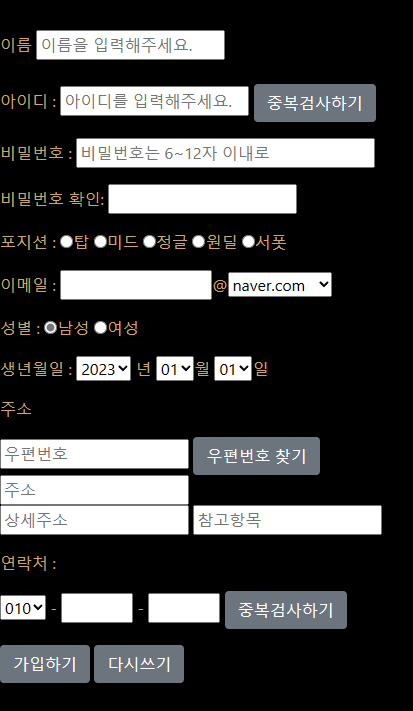 이름 이름을 입력해주세요.
아이디 : 아이디를 입력해주세요. 중복검사하기
비밀번호 : 비밀번호는 6~12자 이내로
비밀번호 확인:
포지션 : 탑 미드 정글 원딜 서폿
이메일 : @ naver.com
성별 : 남성 여성
생년월일 : 2023 년 01 월 01 일
주소
우편번호 우편번호 찾기
주소
상세주소 참고항목
연락처 :
010 - - 중복검사하기
가입하기 다시쓰기